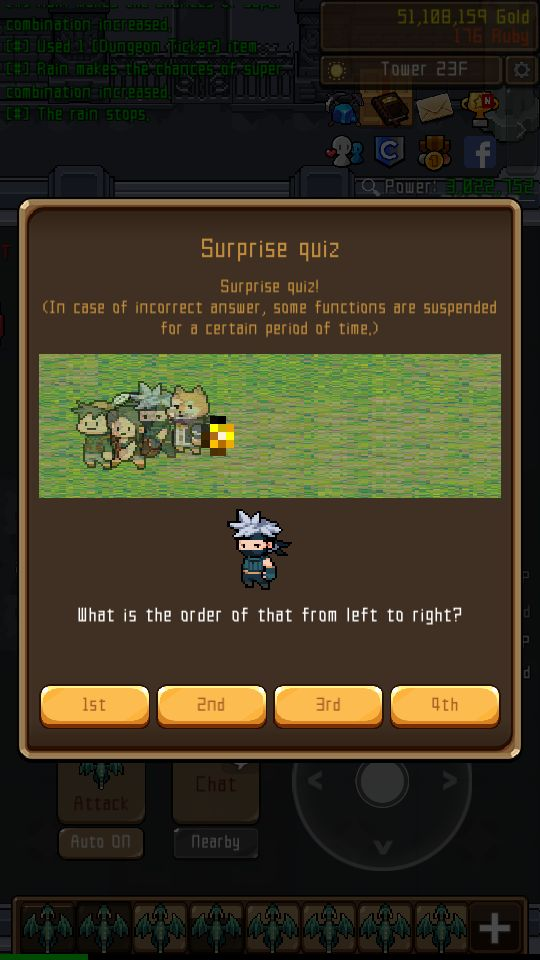 combination increased.
[#] Used 1 [Dungeon Ticket] item.
[#] Rain makes the chances of super
combination increased.
[#] The rain stops.
51,108,159 Gold
176 Ruby
Tower 23F
N
C
f
Power: 3,022,752
Surprise quiz
Surprise quiz!
(In case of incorrect answer, some functions are suspended
for a certain period of time.)
What is the order of that from left to right?
1st 2nd 3rd 4th
Attack
Chat
Auto ON
Nearby